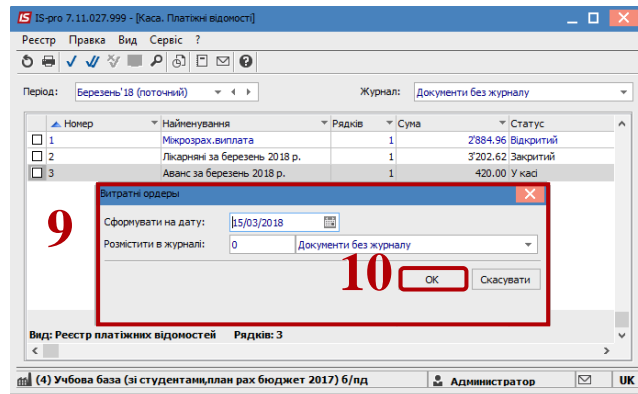 IS-pro 7.11.027.999 - [Каса. Платіжні відомості]
Реєстр Правка Вид Сервіс ?
Період: Березень'18 (поточний) Журнал: Документи без журналу
Номер Найменування Рядків Сума Статус
1 Міжрозрах.виплата 1 2'884.96 Відкритий
2 Лікарняні за березень 2018 р. 1 3'202.62 Закритий
3 Аванс за березень 2018 р. 1 420.00 У касі
Витратні ордеры
9
Сформувати на дату: 15/03/2018
Розмістити в журналі: 0 Документи без журналу
10
ОК Скасувати
Вид: Реєстр платіжних відомостей Рядків: 3
(4) Учбова база (зі студентами,план рах бюджет 2017) б/пд Администратор UK